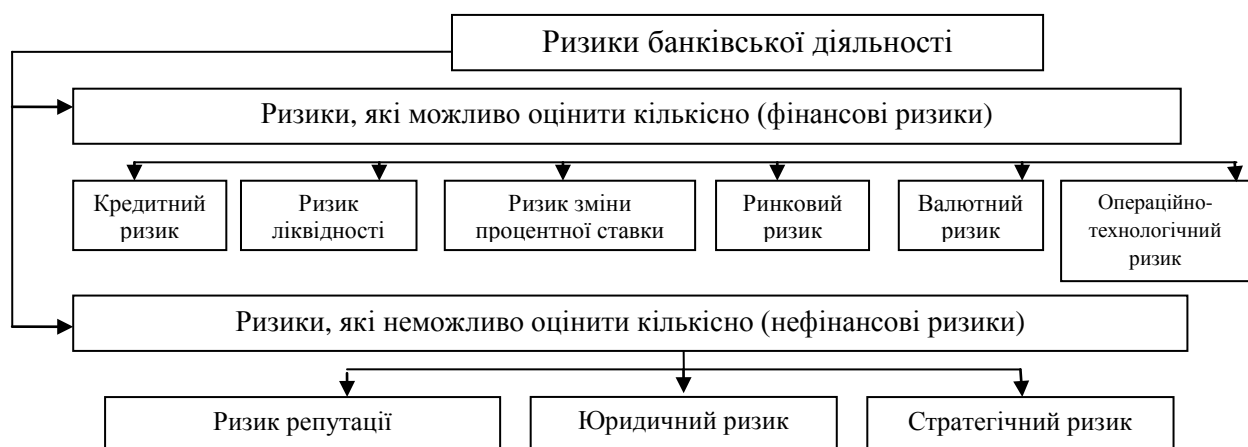 Ризики банківської діяльності
Ризики, які можливо оцінити кількісно (фінансові ризики)
Кредитний
ризик
Ризик
ліквідності
Ризик зміни
процентної ставки
Ринковий
ризик
Валютний
ризик
Операційно-
технологічний
ризик
Ризики, які неможливо оцінити кількісно (нефінансові ризики)
Ризик репутації
Юридичний ризик
Стратегічний ризик